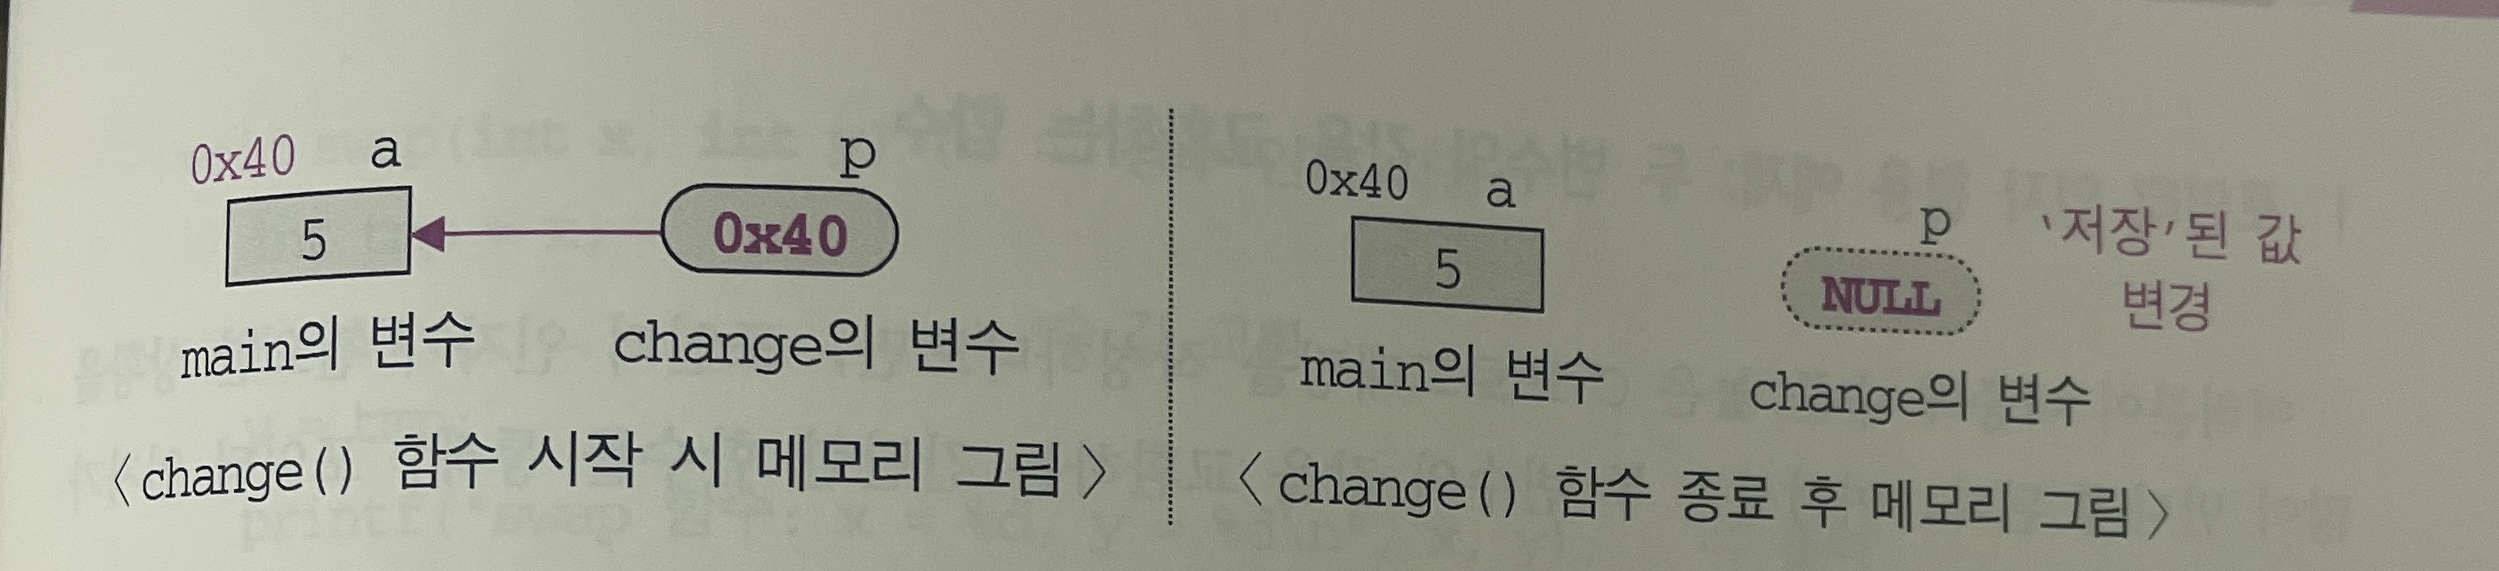 0x40 a
p
5
0x40
main의 변수
change의 변수
〈change() 함수 시작 시 메모리 그림〉
0x40 a
p
'저장'된 값
변경
5
NULL
main의 변수
change의 변수
〈change() 함수 종료 후 메모리 그림〉